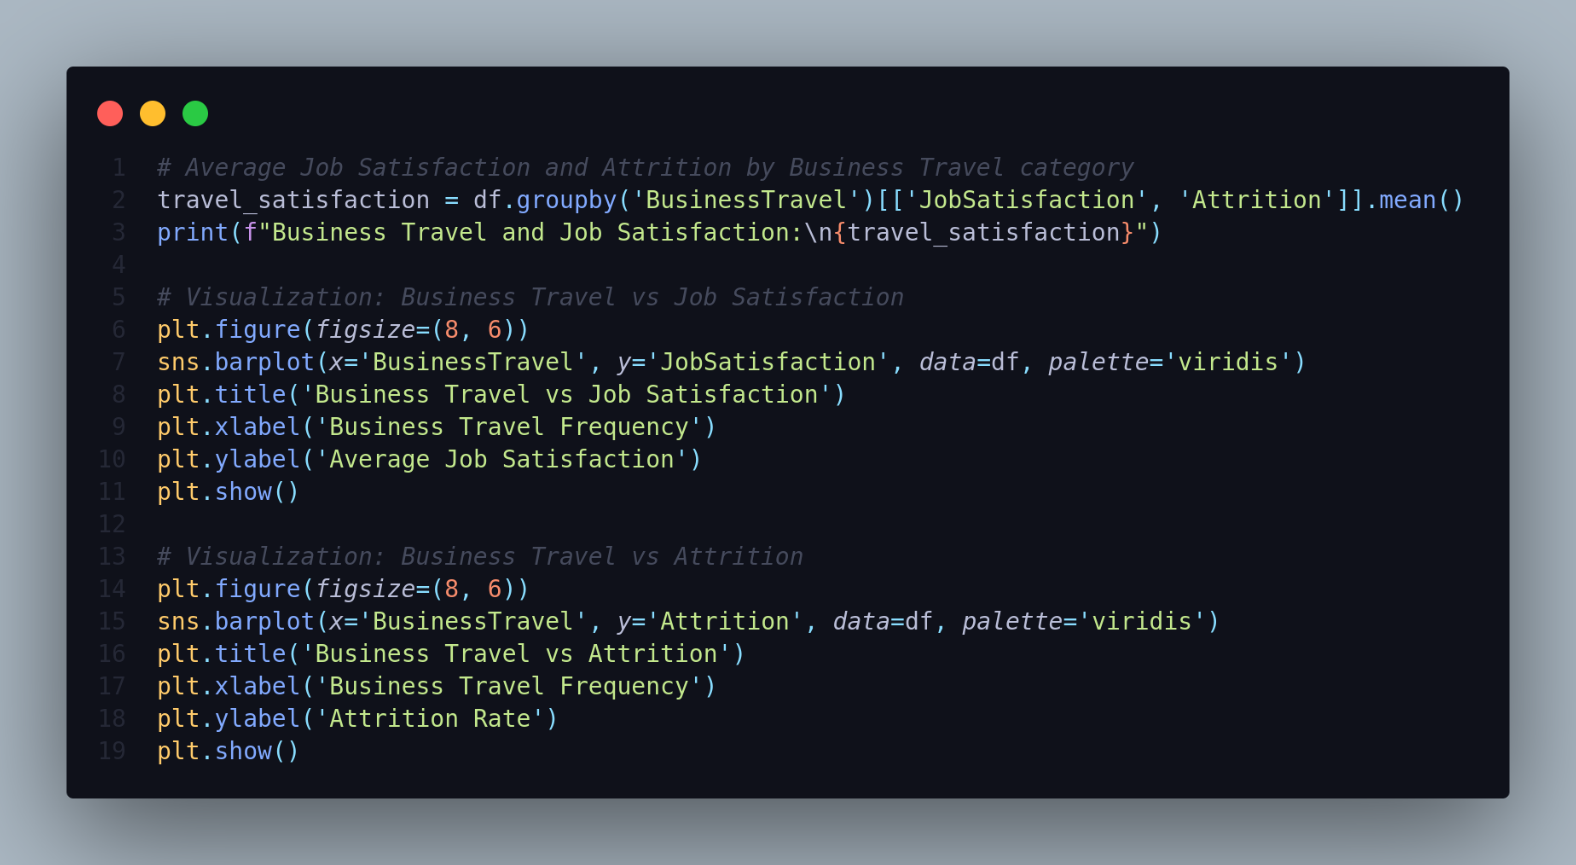 1 # Average Job Satisfaction and Attrition by Business Travel category
2 travel_satisfaction = df.groupby('BusinessTravel')[['JobSatisfaction', 'Attrition']].mean()
3 print(f"Business Travel and Job Satisfaction:\n{travel_satisfaction}")
4
5 # Visualization: Business Travel vs Job Satisfaction
6 plt.figure(figsize=(8, 6))
7 sns.barplot(x='BusinessTravel', y='JobSatisfaction', data=df, palette='viridis')
8 plt.title('Business Travel vs Job Satisfaction')
9 plt.xlabel('Business Travel Frequency')
10 plt.ylabel('Average Job Satisfaction')
11 plt.show()
12
13 # Visualization: Business Travel vs Attrition
14 plt.figure(figsize=(8, 6))
15 sns.barplot(x='BusinessTravel', y='Attrition', data=df, palette='viridis')
16 plt.title('Business Travel vs Attrition')
17 plt.xlabel('Business Travel Frequency')
18 plt.ylabel('Attrition Rate')
19 plt.show()